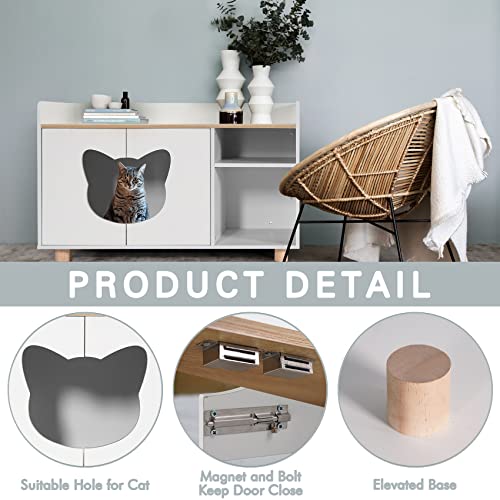 PRODUCT DETAIL
Suitable Hole for Cat
Magnet and Bolt
Keep Door Close
Elevated Base